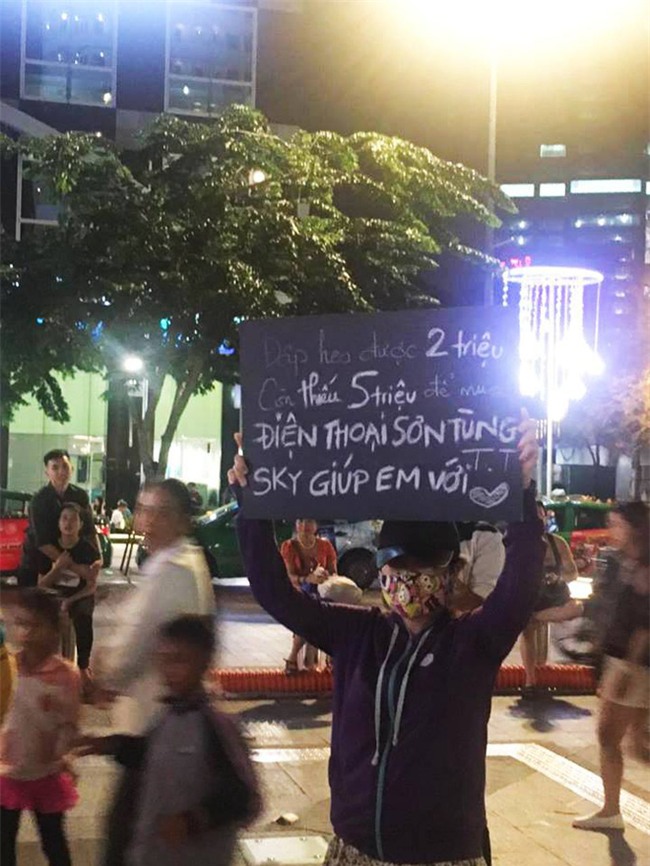 Đập heo được 2 triệu
Còn thiếu 5 triệu để mua
ĐIỆN THOẠI SƠN TÙNG
T.T
SKY GIÚP EM VỚI